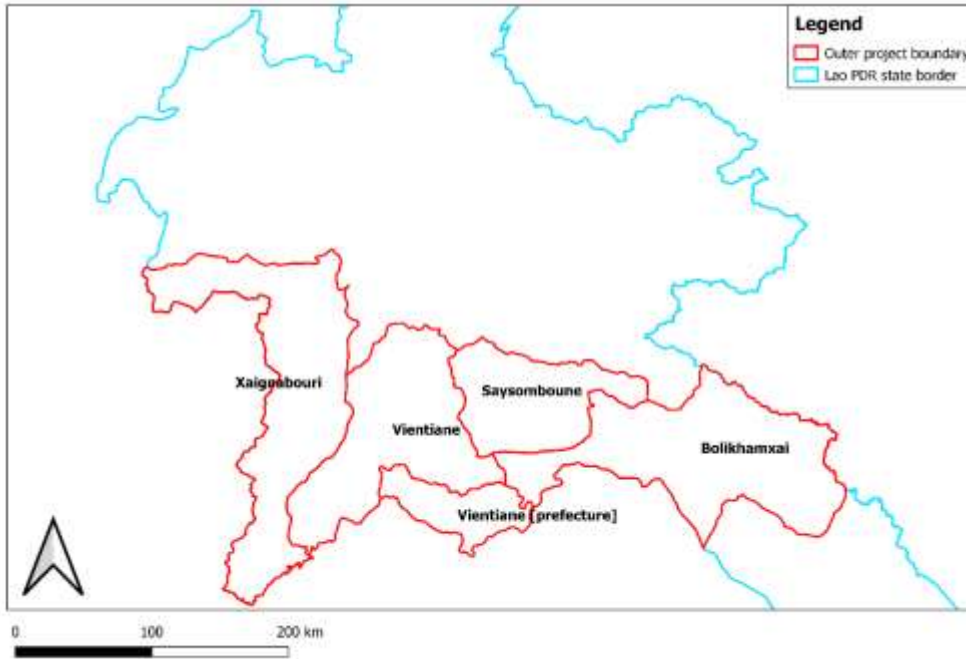 Legend
Outer project boundary
Lao PDR state border
Xaignabouri
Saysomboune
Vientiane
Bolikhamxai
Vientiane [prefecture]
0 100 200 km